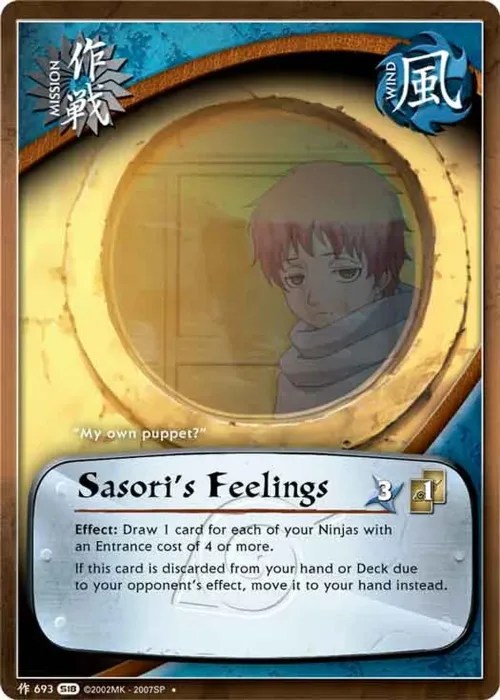 MISSION
作戦
WIND
風
"My own puppet?"
Sasori's Feelings
3
1
Effect: Draw 1 card for each of your Ninjas with
an Entrance cost of 4 or more.
If this card is discarded from your hand or Deck due
to your opponent's effect, move it to your hand instead.
作 693 S18 ©2002MK - 2007SP